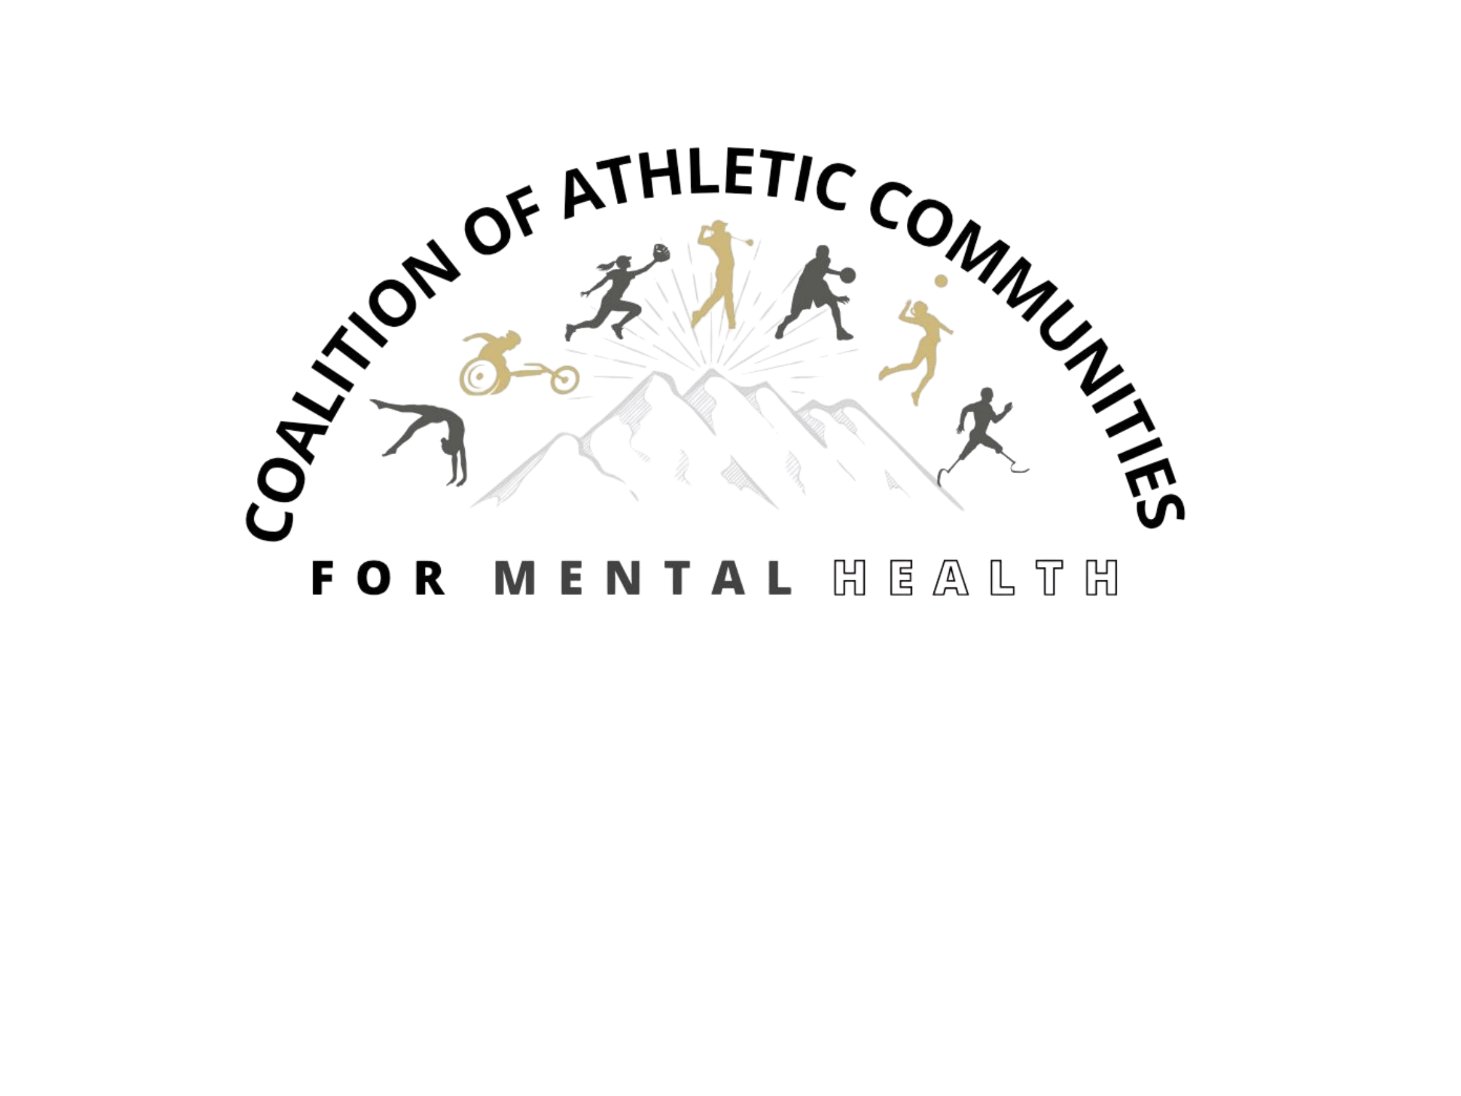 COALITION OF ATHLETIC COMMUNITIES
FOR MENTAL HEALTH